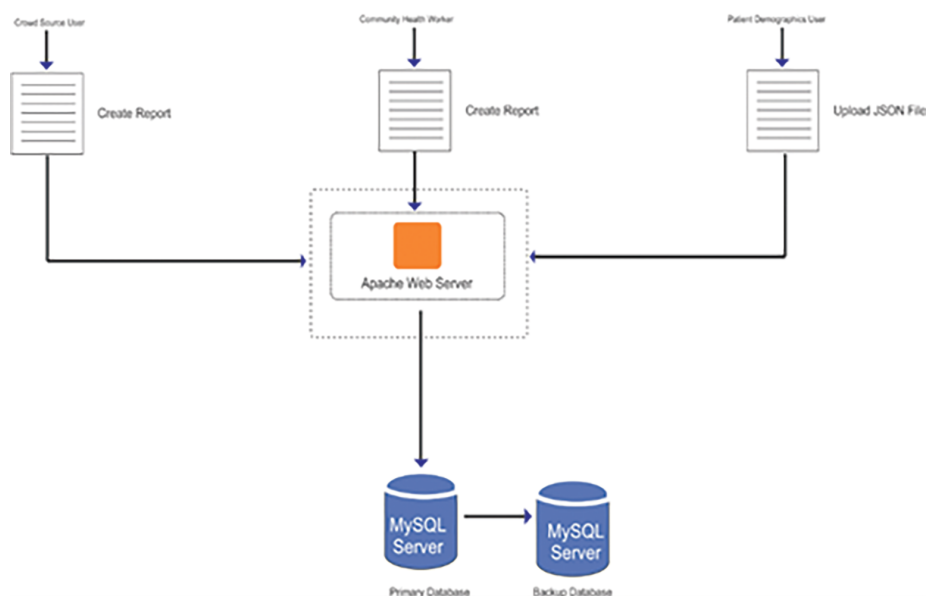 Crowd Source User
Community Health Worker
Patient Demographics User
Create Report
Create Report
Upload JSON File
Apache Web Server
MySQL
Server
MySQL
Server
Primary Database
Backup Database